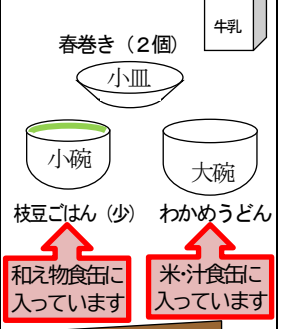 牛乳
春巻き（２個）
小皿
小碗
大碗
枝豆ごはん（少）
わかめうどん
和え物食缶に
入っています
米・汁食缶に
入っています